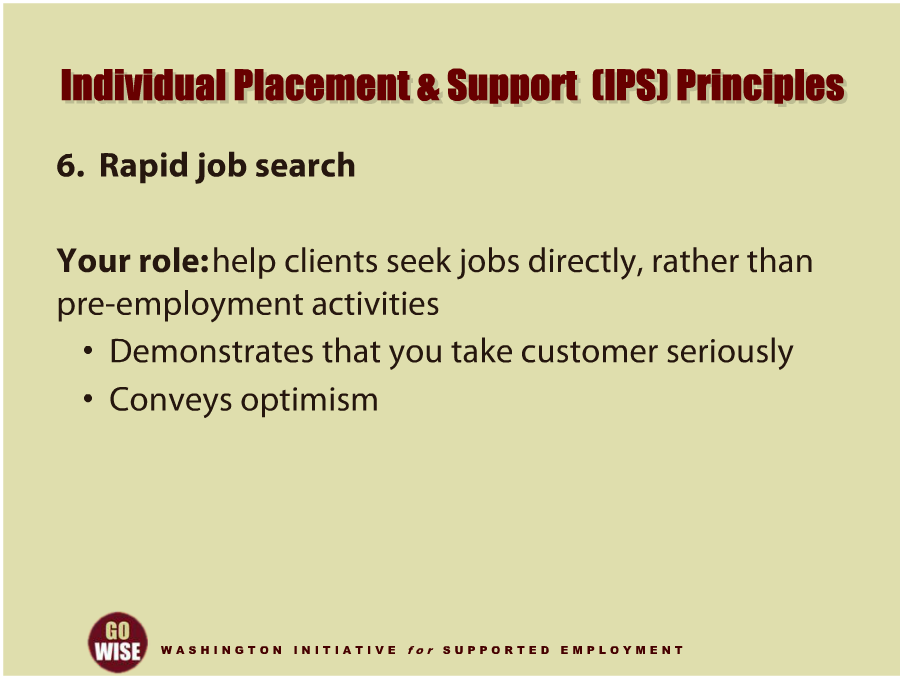 Individual Placement & Support (IPS) Principles
6. Rapid job search
Your role: help clients seek jobs directly, rather than
pre-employment activities
• Demonstrates that you take customer seriously
• Conveys optimism
GO
WISE
WASHINGTON INITIATIVE for SUPPORTED EMPLOYMENT